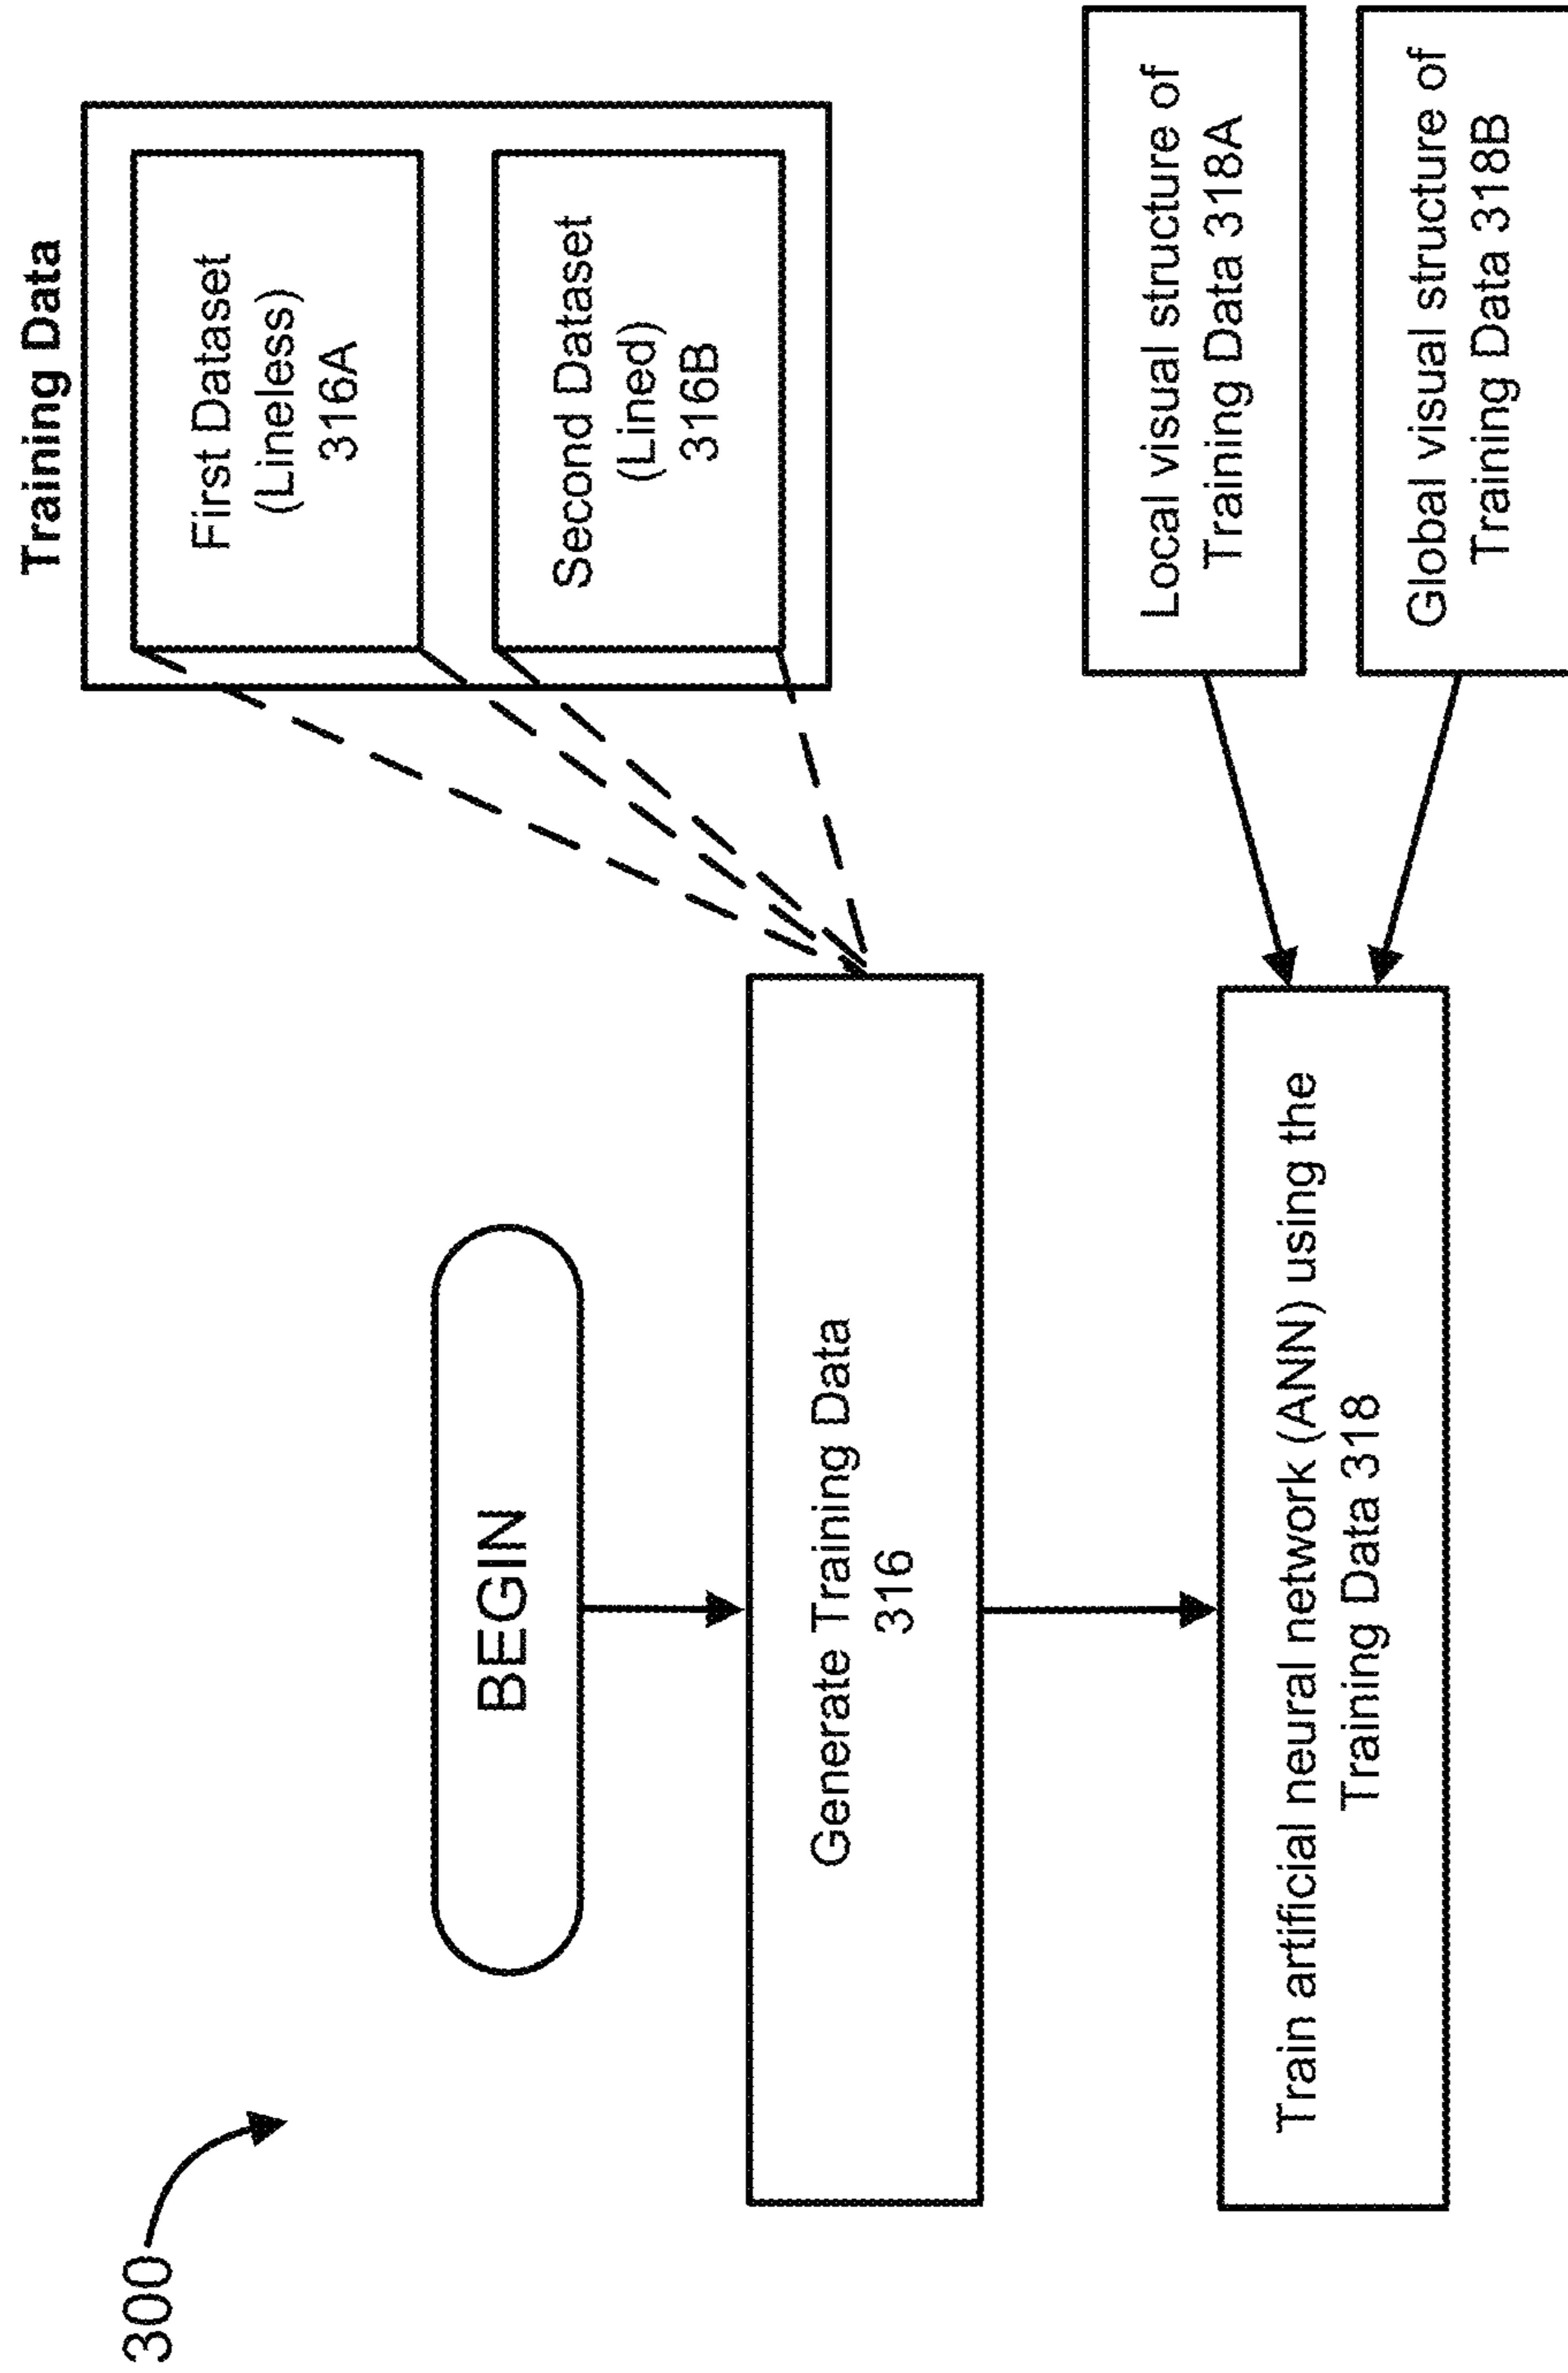 300
BEGIN
Generate Training Data
316
Training Data
First Dataset
(Lineless)
316A
Second Dataset
(Lined)
316B
Train artificial neural network (ANN) using the
Training Data 318
Local visual structure of
Training Data 318A
Global visual structure of
Training Data 318B